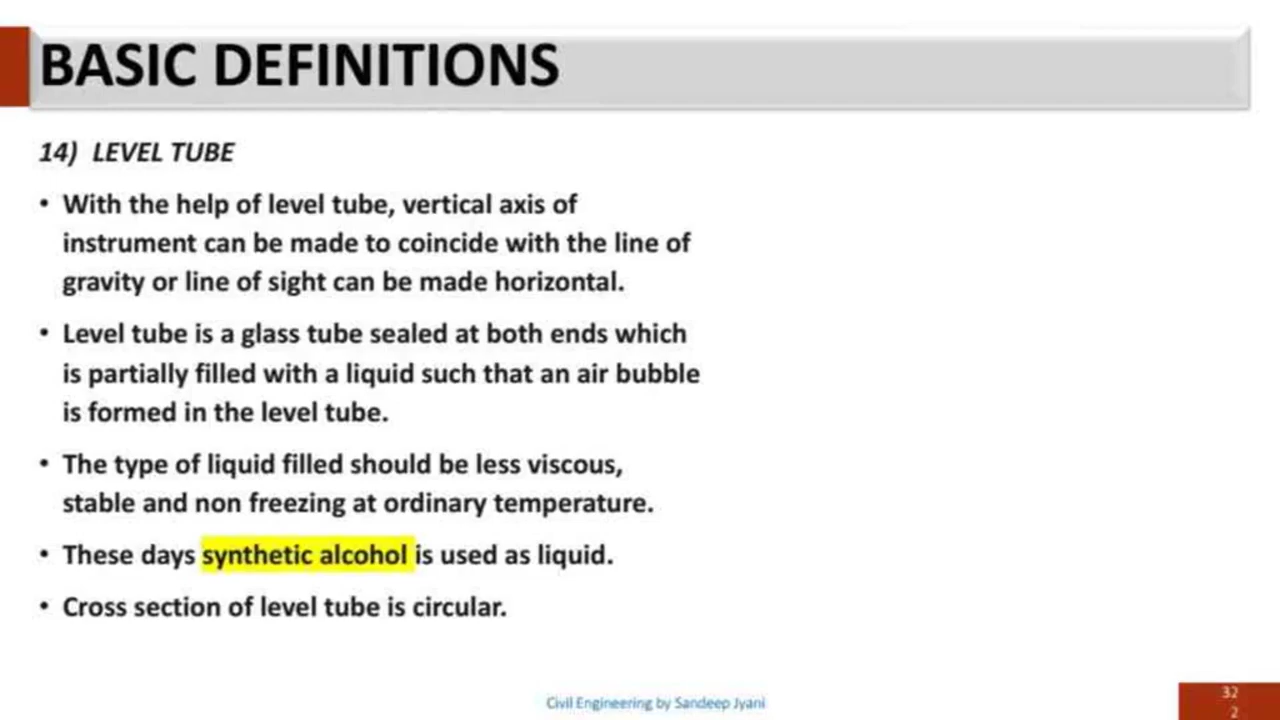 BASIC DEFINITIONS
14) LEVEL TUBE
• With the help of level tube, vertical axis of
instrument can be made to coincide with the line of
gravity or line of sight can be made horizontal.
• Level tube is a glass tube sealed at both ends which
is partially filled with a liquid such that an air bubble
is formed in the level tube.
• The type of liquid filled should be less viscous,
stable and non freezing at ordinary temperature.
• These days synthetic alcohol is used as liquid.
• Cross section of level tube is circular.
Civil Engineering by Sandeep Jyani
32
2